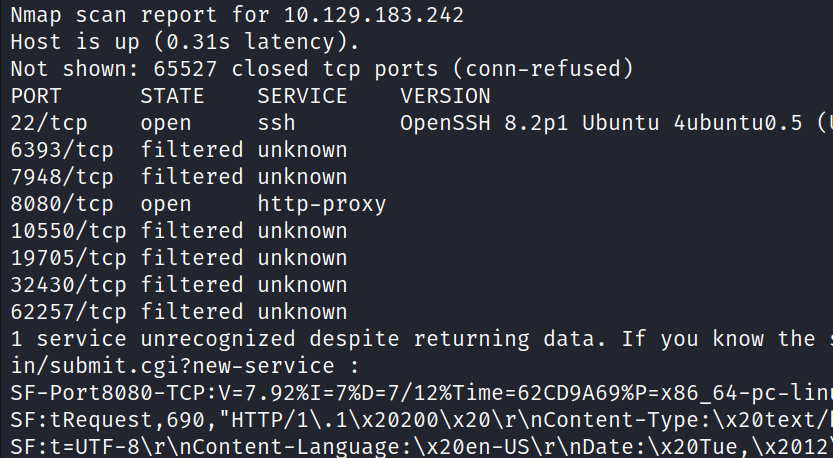 Nmap scan report for 10.129.183.242
Host is up (0.31s latency).
Not shown: 65527 closed tcp ports (conn-refused)
PORT      STATE    SERVICE    VERSION
22/tcp    open     ssh        OpenSSH 8.2p1 Ubuntu 4ubuntu0.5 (U
6393/tcp  filtered unknown
7948/tcp  filtered unknown
8080/tcp  open     http-proxy
10550/tcp filtered unknown
19705/tcp filtered unknown
32430/tcp filtered unknown
62257/tcp filtered unknown
1 service unrecognized despite returning data. If you know the s
in/submit.cgi?new-service :
SF-Port8080-TCP:V=7.92%I=7%D=7/12%Time=62CD9A69%P=x86_64-pc-linu
SF:tRequest,690,"HTTP/1\.1\x20200\x20\r\nContent-Type:\x20text/h
SF:t=UTF-8\r\nContent-Language:\x20en-US\r\nDate:\x20Tue,\x2012\